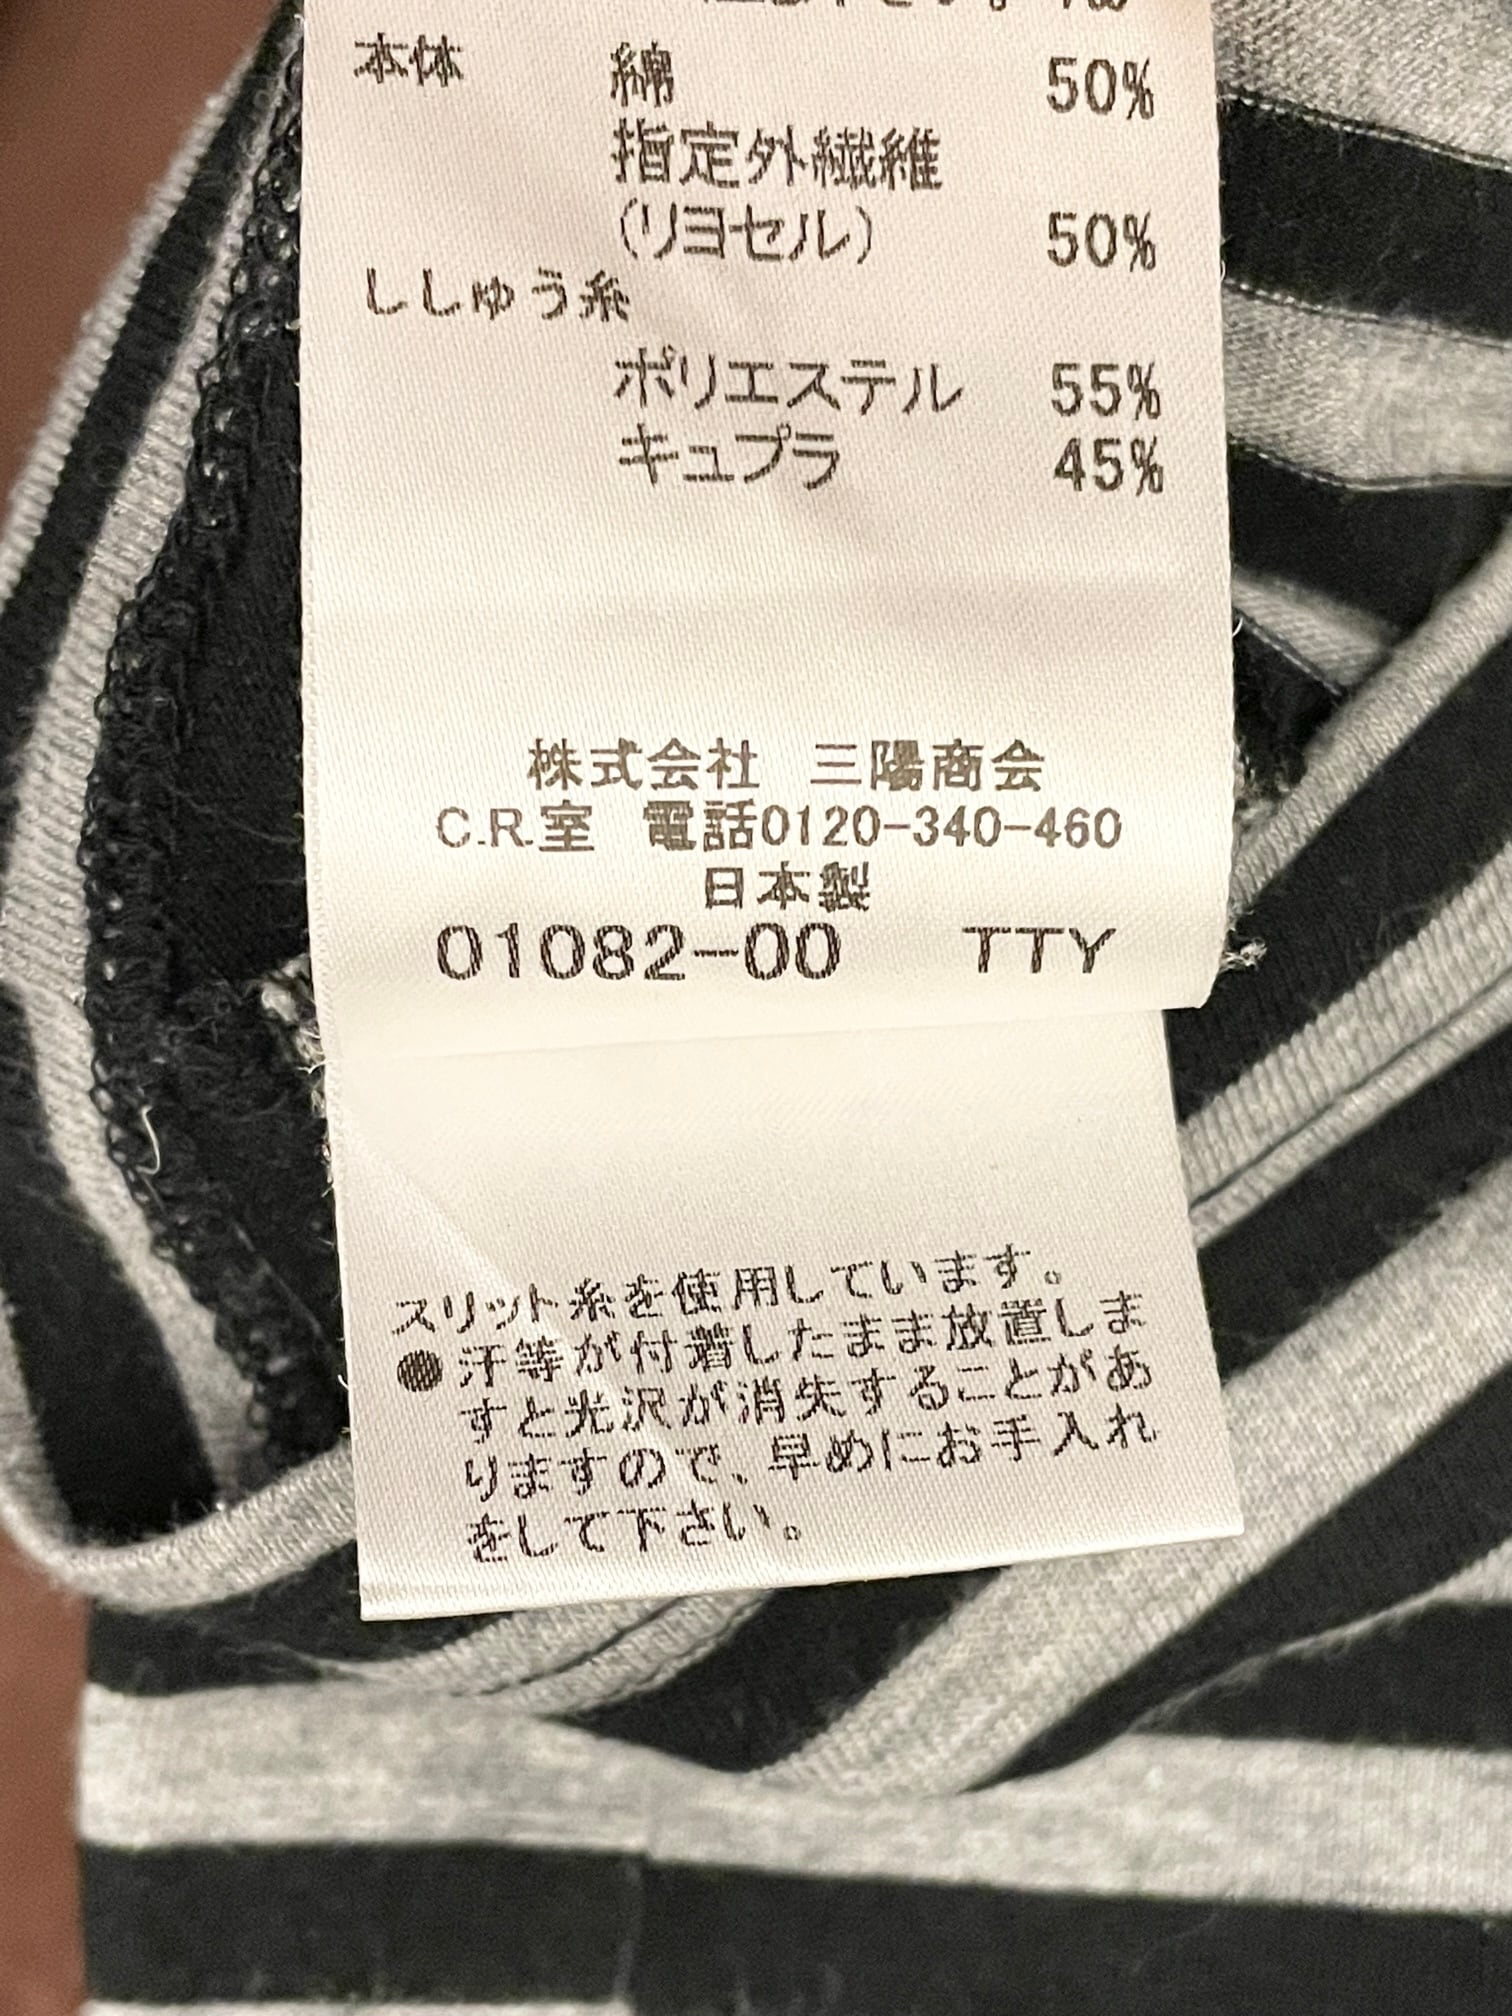 本体 綿 50%
指定外繊維
(リヨセル) 50%
ししゅう糸
ポリエステル 55%
キュプラ 45%
株式会社 三陽商会
C.R.室 電話0120-340-460
日本製
01082-00 TTY
スリット糸を使用しています。
●汗等が付着したまま放置しま
すと光沢が消失することがあ
りますので、早めにお手入れ
をして下さい。